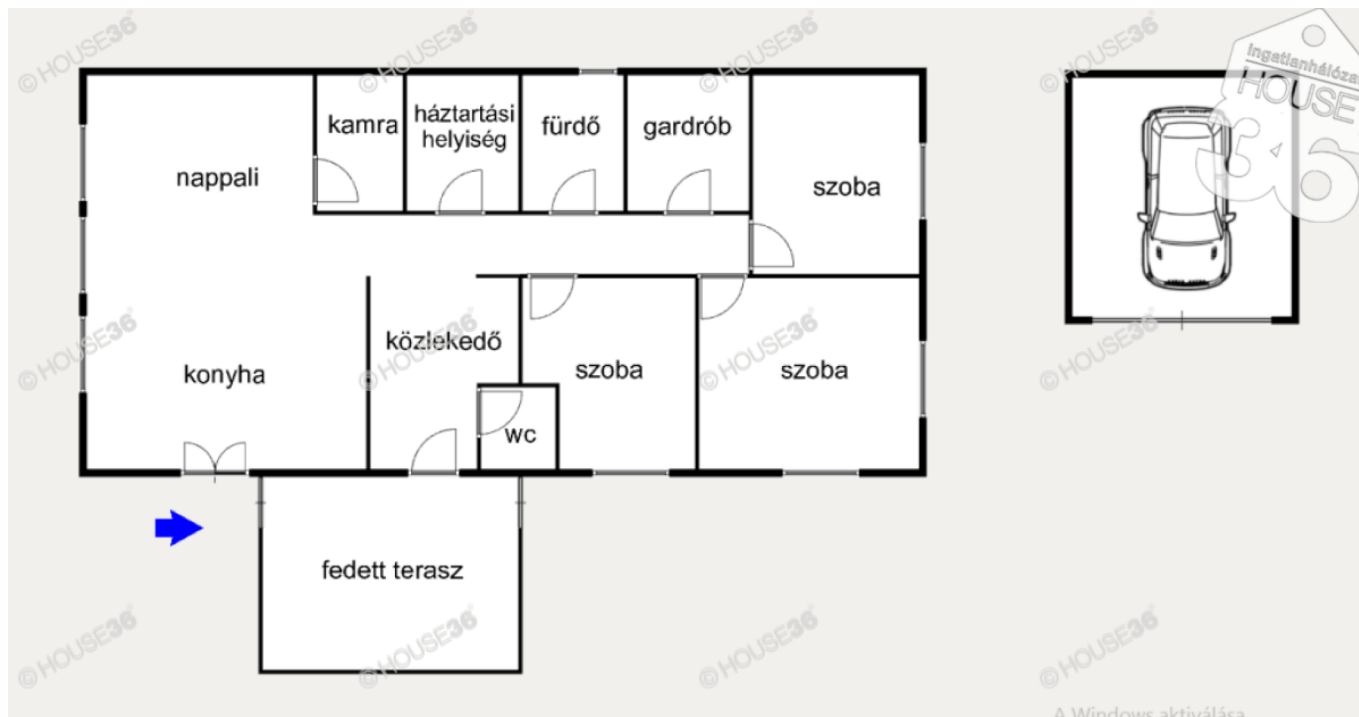 © HOUSE36
© HOUSE36
© HOUSE36
© HOUSE36
Ingatlanhálózat
HOUSE
36
kamra
háztartási
helyiség
fürdő
gardrób
nappali
szoba
© HOUSE36
© HOUSE36
© HOUSE36
© HOUSE36
közlekedő
konyha
szoba
szoba
wc
fedett terasz
© HOUSE36
© HOUSE36
© HOUSE36
© HOUSE36
A Windows aktiválása